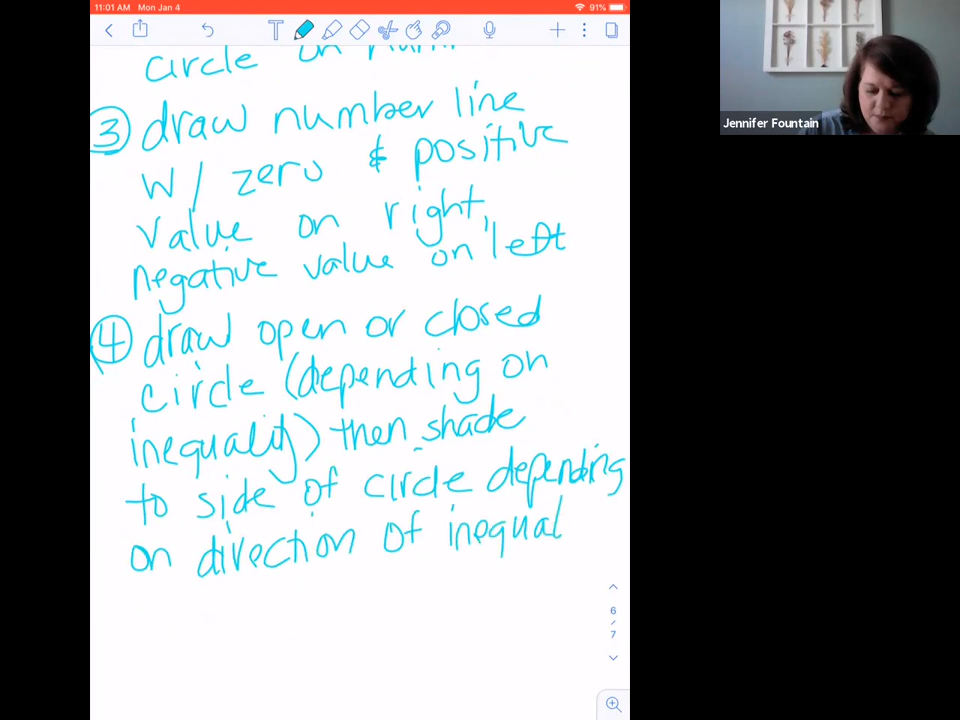 11:01 AM Mon Jan 4
91%
T
circle on
③ draw number line
w/ zero & positive
value on right,
negative value on left
④ draw open or closed
circle (depending on
inequality) then shade
to side of circle depending
on direction of inequal
6
/
7
Jennifer Fountain